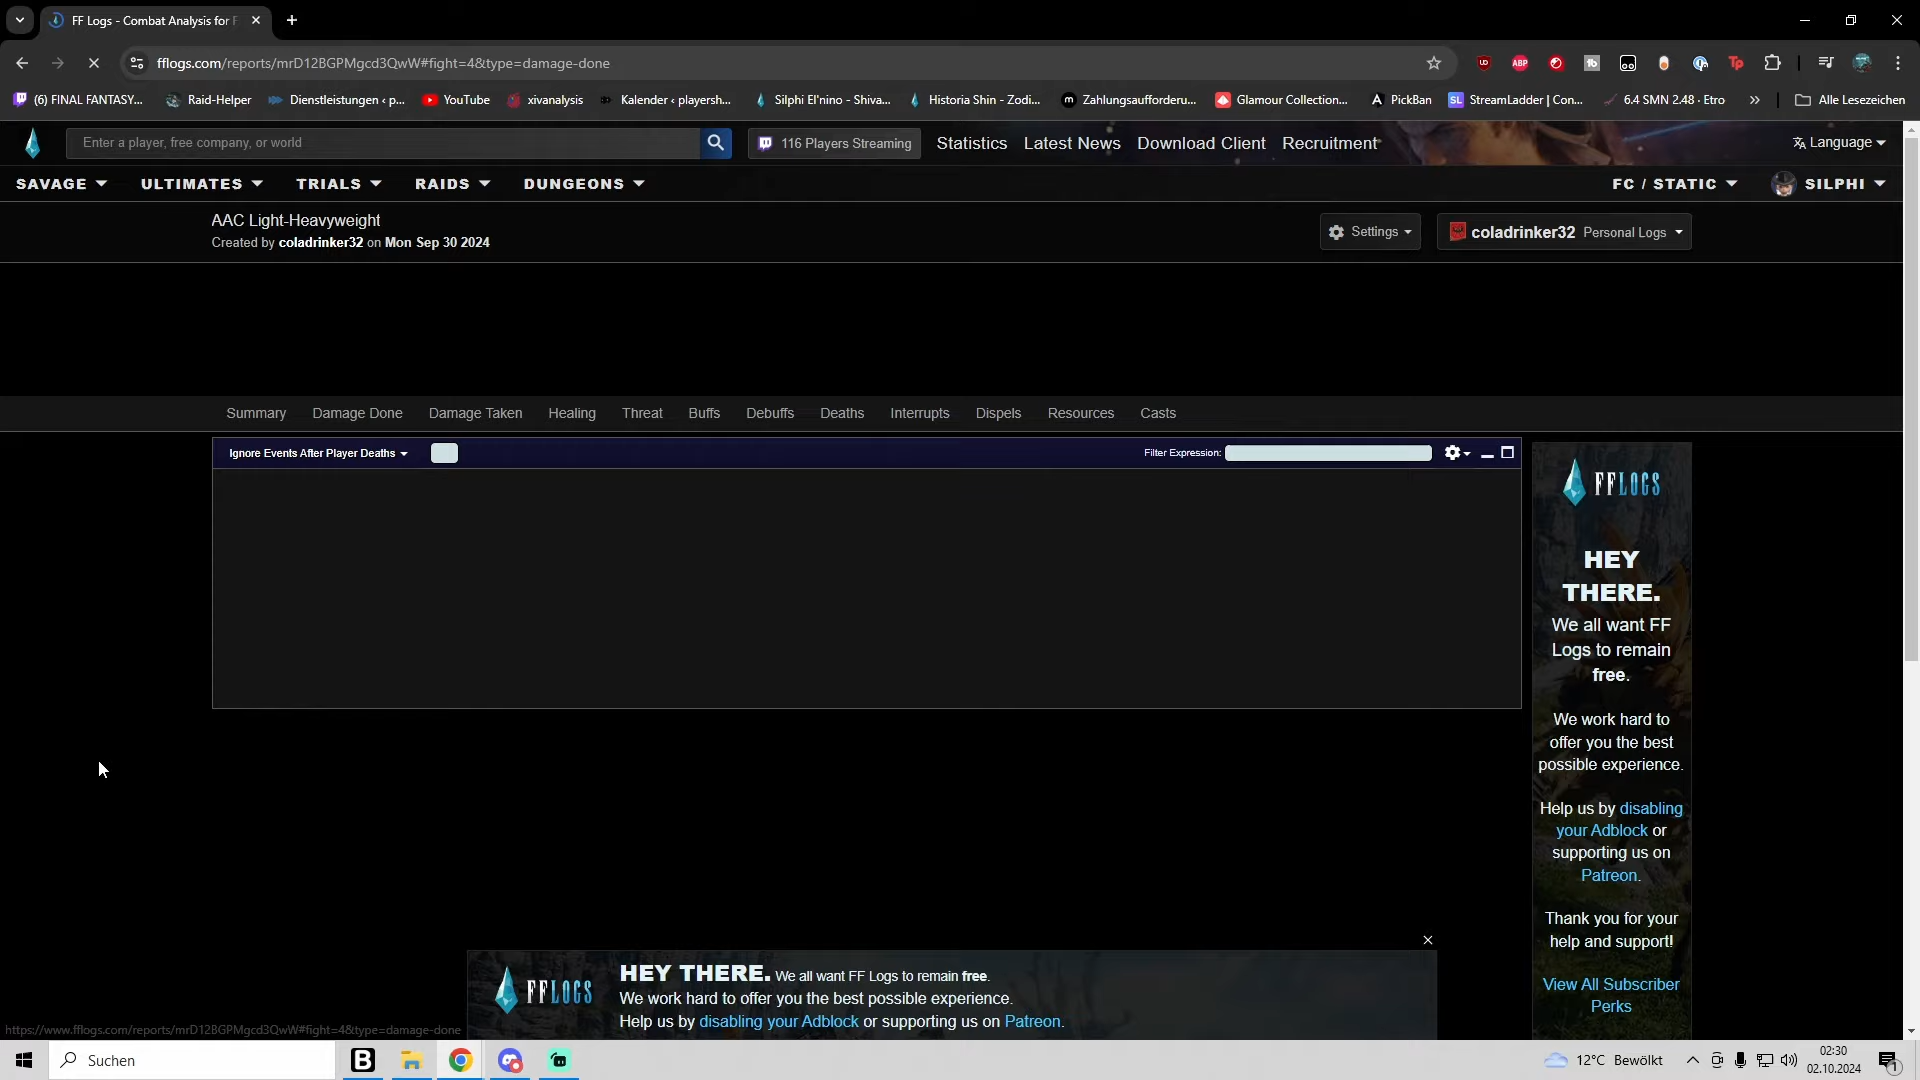 FF Logs - Combat Analysis for F
fflogs.com/reports/mrD12BGPMgcd3QwW#fight=4&type=damage-done
(6) FINAL FANTASY... Raid-Helper Dienstleistungen ‹ p... YouTube xivanalysis Kalender ‹ playersh... Silphi El'nino - Shiva... Historia Shin - Zodi... Zahlungsaufforderu... Glamour Collection... PickBan StreamLadder | Con... 6.4 SMN 2.48 - Etro » Alle Lesezeichen
Enter a player, free company, or world 116 Players Streaming Statistics Latest News Download Client Recruitment Language
SAVAGE ULTIMATES TRIALS RAIDS DUNGEONS FC / STATIC SILPHI
AAC Light-Heavyweight
Created by coladrinker32 on Mon Sep 30 2024
Settings coladrinker32 Personal Logs
Summary Damage Done Damage Taken Healing Threat Buffs Debuffs Deaths Interrupts Dispels Resources Casts
Ignore Events After Player Deaths Filter Expression:
FFLOGS
HEY
THERE.
We all want FF
Logs to remain
free.
We work hard to
offer you the best
possible experience.
Help us by disabling
your Adblock or
supporting us on
Patreon.
Thank you for your
help and support!
View All Subscriber
Perks
FFLOGS
HEY THERE. We all want FF Logs to remain free.
We work hard to offer you the best possible experience.
Help us by disabling your Adblock or supporting us on Patreon.
https://www.fflogs.com/reports/mrD12BGPMgcd3QwW#fight=4&type=damage-done
Suchen
12°C Bewölkt
02:30
02.10.2024
1